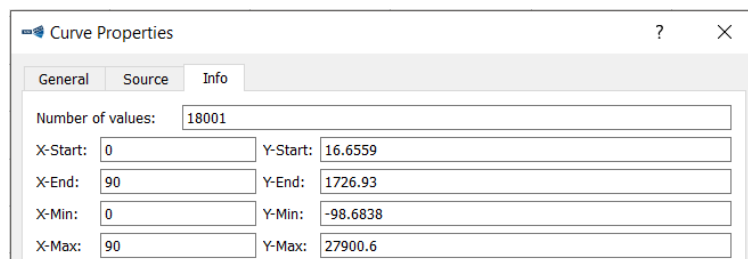 Curve Properties ? ×
General Source Info
Number of values: 18001
X-Start: 0 Y-Start: 16.6559
X-End: 90 Y-End: 1726.93
X-Min: 0 Y-Min: -98.6838
X-Max: 90 Y-Max: 27900.6